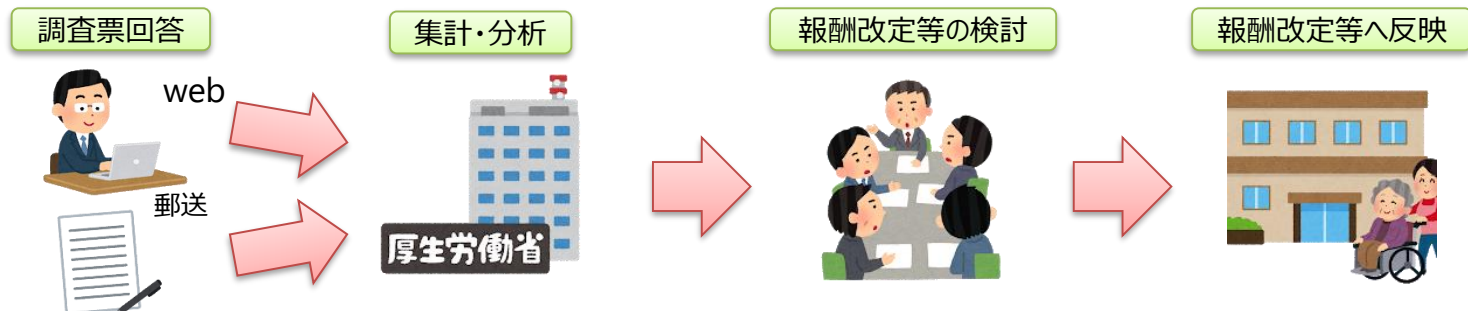 調査票回答
集計・分析
報酬改定等の検討
報酬改定等へ反映
web
郵送
厚生労働省